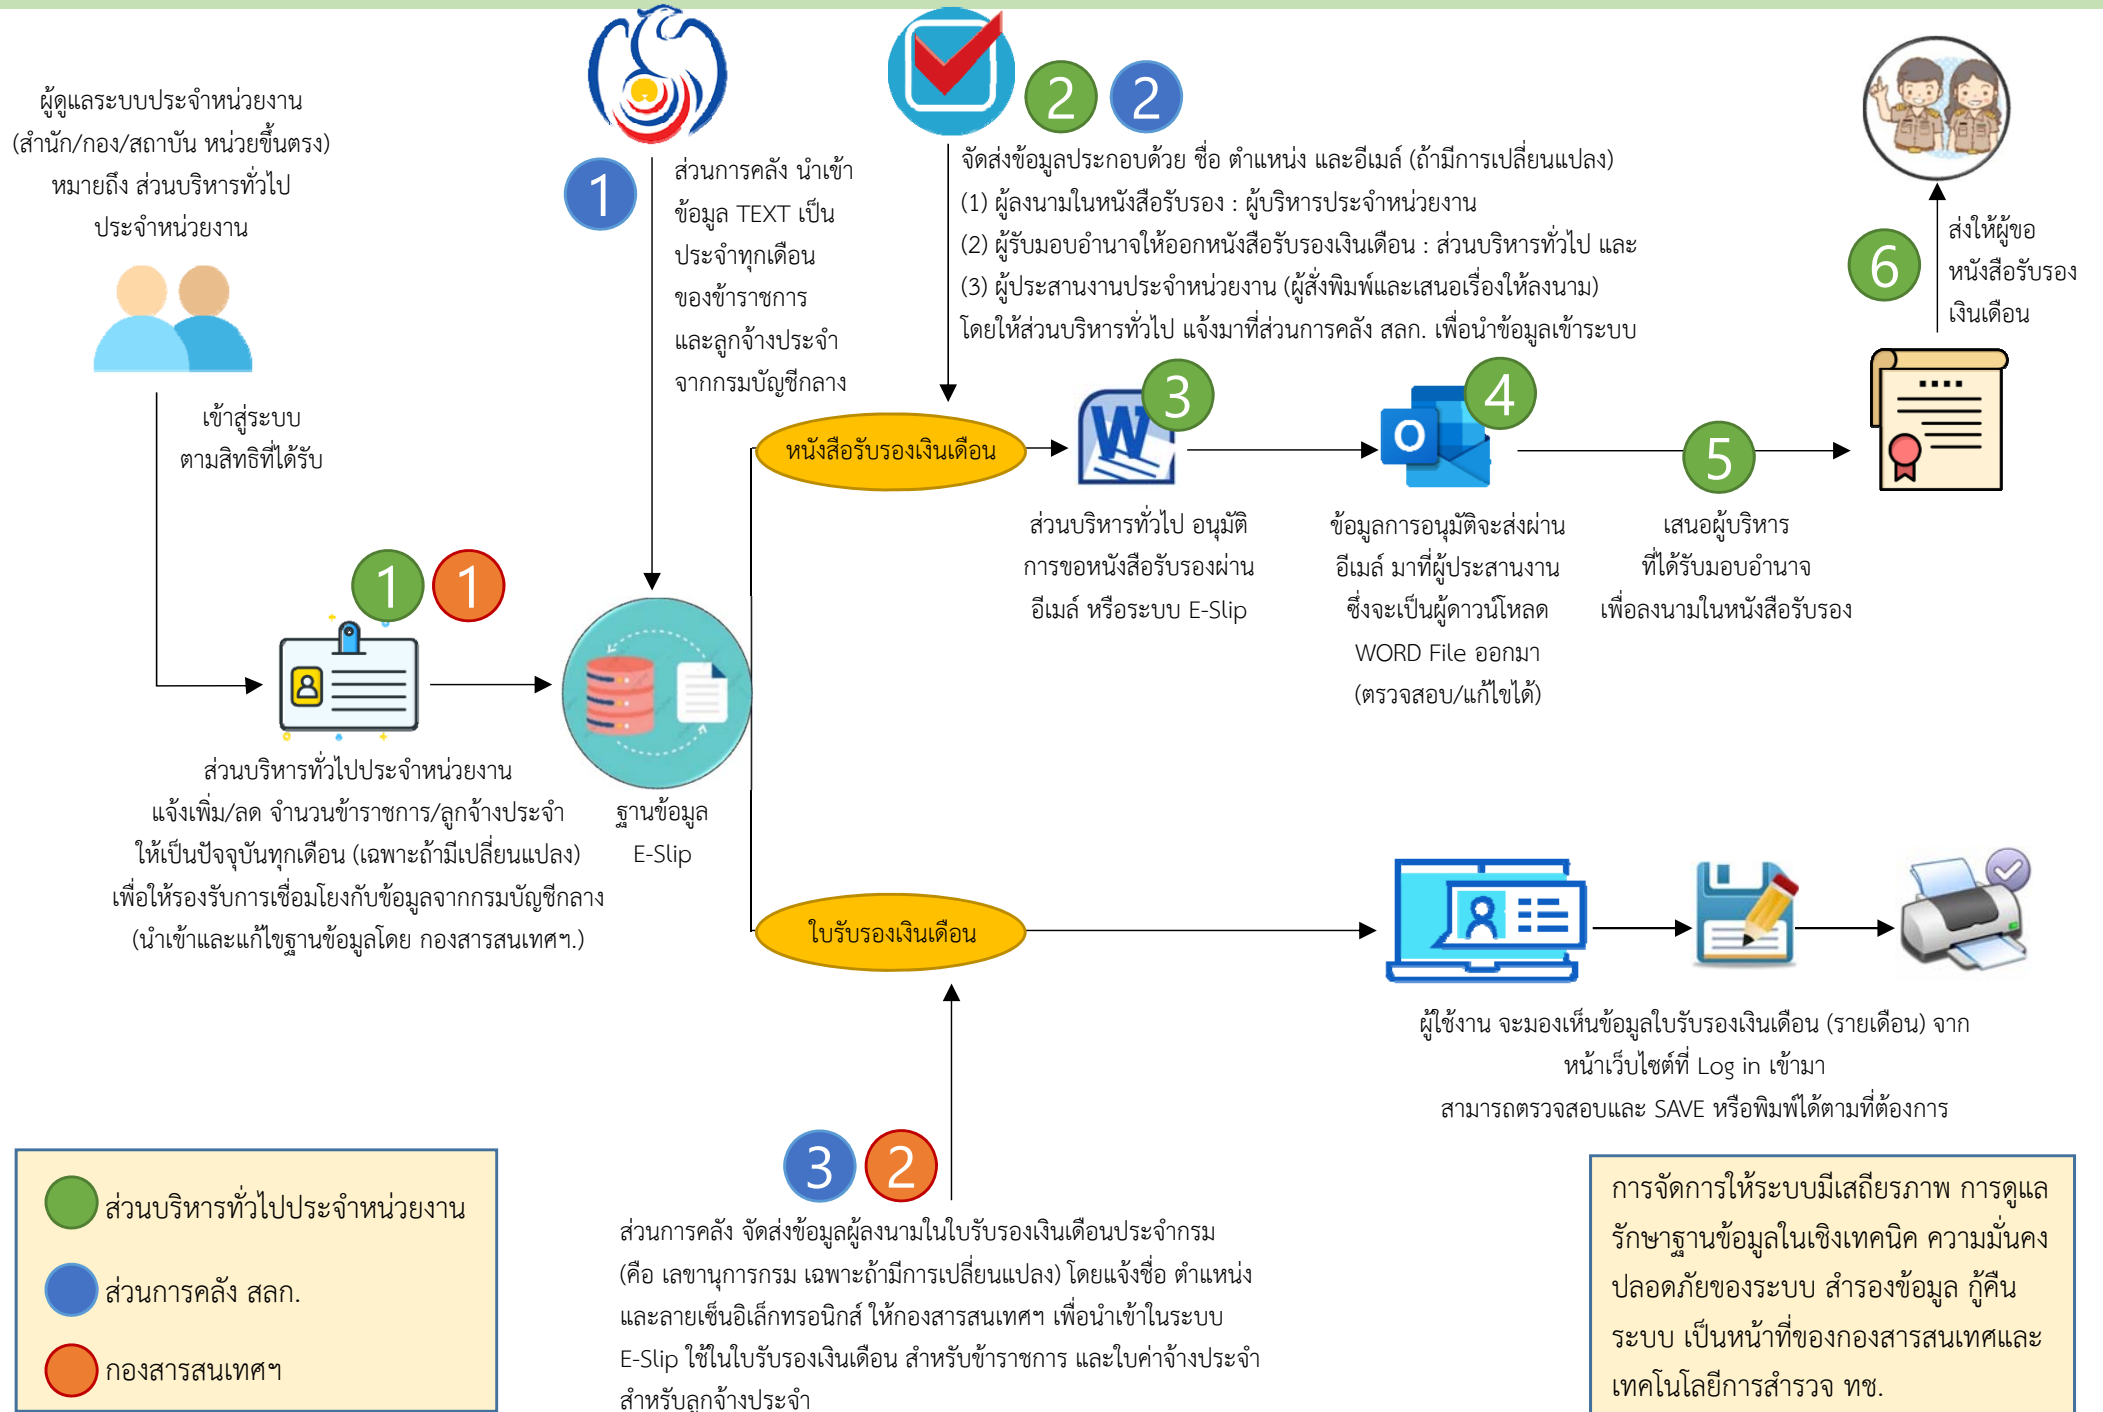 ผู้ดูแลระบบประจำหน่วยงาน
(สำนัก/กอง/สถาบัน หน่วยขึ้นตรง)
หมายถึง ส่วนบริหารทั่วไป
ประจำหน่วยงาน
เข้าสู่ระบบ
ตามสิทธิที่ได้รับ
1
1
ส่วนบริหารทั่วไปประจำหน่วยงาน
แจ้งเพิ่ม/ลด จำนวนข้าราชการ/ลูกจ้างประจำ
ให้เป็นปัจจุบันทุกเดือน (เฉพาะถ้ามีเปลี่ยนแปลง)
เพื่อให้รองรับการเชื่อมโยงกับข้อมูลจากกรมบัญชีกลาง
(นำเข้าและแก้ไขฐานข้อมูลโดย กองสารสนเทศฯ.)
1
ส่วนการคลัง นำเข้า
ข้อมูล TEXT เป็น
ประจำทุกเดือน
ของข้าราชการ
และลูกจ้างประจำ
จากกรมบัญชีกลาง
ฐานข้อมูล
E-Slip
2
2
จัดส่งข้อมูลประกอบด้วย ชื่อ ตำแหน่ง และอีเมล์ (ถ้ามีการเปลี่ยนแปลง)
(1) ผู้ลงนามในหนังสือรับรอง : ผู้บริหารประจำหน่วยงาน
(2) ผู้รับมอบอำนาจให้ออกหนังสือรับรองเงินเดือน : ส่วนบริหารทั่วไป และ
(3) ผู้ประสานงานประจำหน่วยงาน (ผู้สั่งพิมพ์และเสนอเรื่องให้ลงนาม)
โดยให้ส่วนบริหารทั่วไป แจ้งมาที่ส่วนการคลัง สลก. เพื่อนำข้อมูลเข้าระบบ
หนังสือรับรองเงินเดือน
W
3
ส่วนบริหารทั่วไป อนุมัติ
การขอหนังสือรับรองผ่าน
อีเมล์ หรือระบบ E-Slip
O
4
ข้อมูลการอนุมัติจะส่งผ่าน
อีเมล์ มาที่ผู้ประสานงาน
ซึ่งจะเป็นผู้ดาวน์โหลด
WORD File ออกมา
(ตรวจสอบ/แก้ไขได้)
5
เสนอผู้บริหาร
ที่ได้รับมอบอำนาจ
เพื่อลงนามในหนังสือรับรอง
6
ส่งให้ผู้ขอ
หนังสือรับรอง
เงินเดือน
ใบรับรองเงินเดือน
ผู้ใช้งาน จะมองเห็นข้อมูลใบรับรองเงินเดือน (รายเดือน) จาก
หน้าเว็บไซต์ที่ Log in เข้ามา
สามารถตรวจสอบและ SAVE หรือพิมพ์ได้ตามที่ต้องการ
3
2
ส่วนการคลัง จัดส่งข้อมูลผู้ลงนามในใบรับรองเงินเดือนประจำกรม
(คือ เลขานุการกรม เฉพาะถ้ามีการเปลี่ยนแปลง) โดยแจ้งชื่อ ตำแหน่ง
และลายเซ็นอิเล็กทรอนิกส์ ให้กองสารสนเทศฯ เพื่อนำเข้าในระบบ
E-Slip ใช้ในใบรับรองเงินเดือน สำหรับข้าราชการ และใบค่าจ้างประจำ
สำหรับลูกจ้างประจำ
ส่วนบริหารทั่วไปประจำหน่วยงาน
ส่วนการคลัง สลก.
กองสารสนเทศฯ
การจัดการให้ระบบมีเสถียรภาพ การดูแล
รักษาฐานข้อมูลในเชิงเทคนิค ความมั่นคง
ปลอดภัยของระบบ สำรองข้อมูล กู้คืน
ระบบ เป็นหน้าที่ของกองสารสนเทศและ
เทคโนโลยีการสำรวจ ทช.